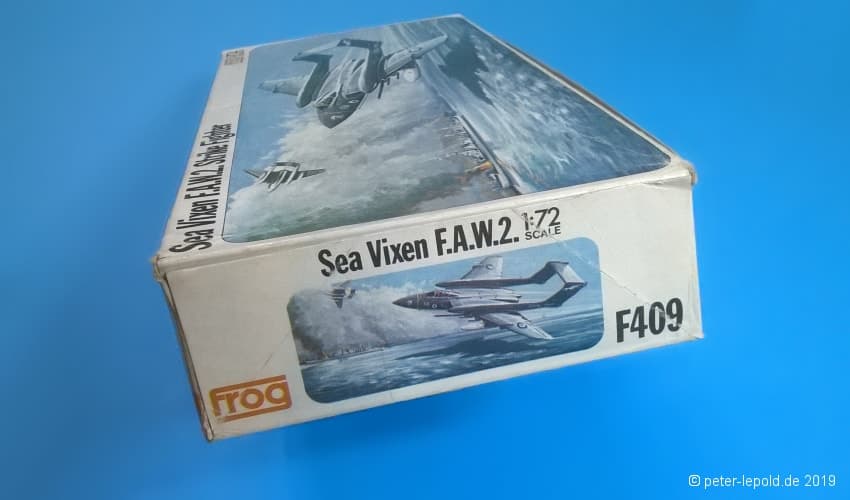 Sea Vixen F.A.W.2. Strike Fighter
Sea Vixen F.A.W.2. 1:72
SCALE
F409
FROG
© peter-lepold.de 2019